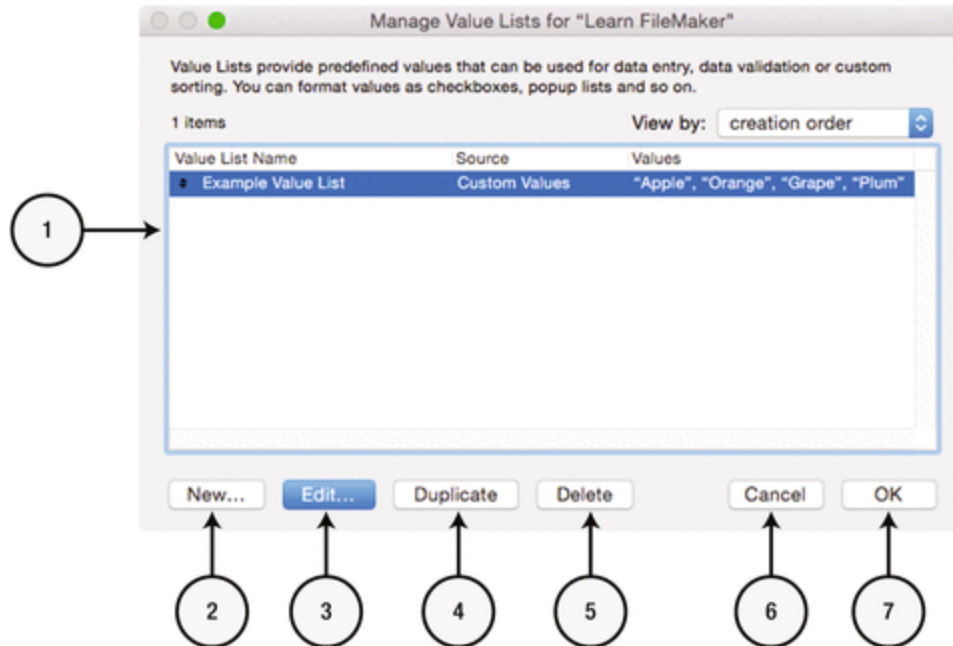 Manage Value Lists for “Learn FileMaker”
Value Lists provide predefined values that can be used for data entry, data validation or custom
sorting. You can format values as checkboxes, popup lists and so on.
1 items
View by: creation order
Value List Name Source Values
Example Value List Custom Values “Apple”, “Orange”, “Grape”, “Plum”
1
New... Edit... Duplicate Delete Cancel OK
2 3 4 5 6 7